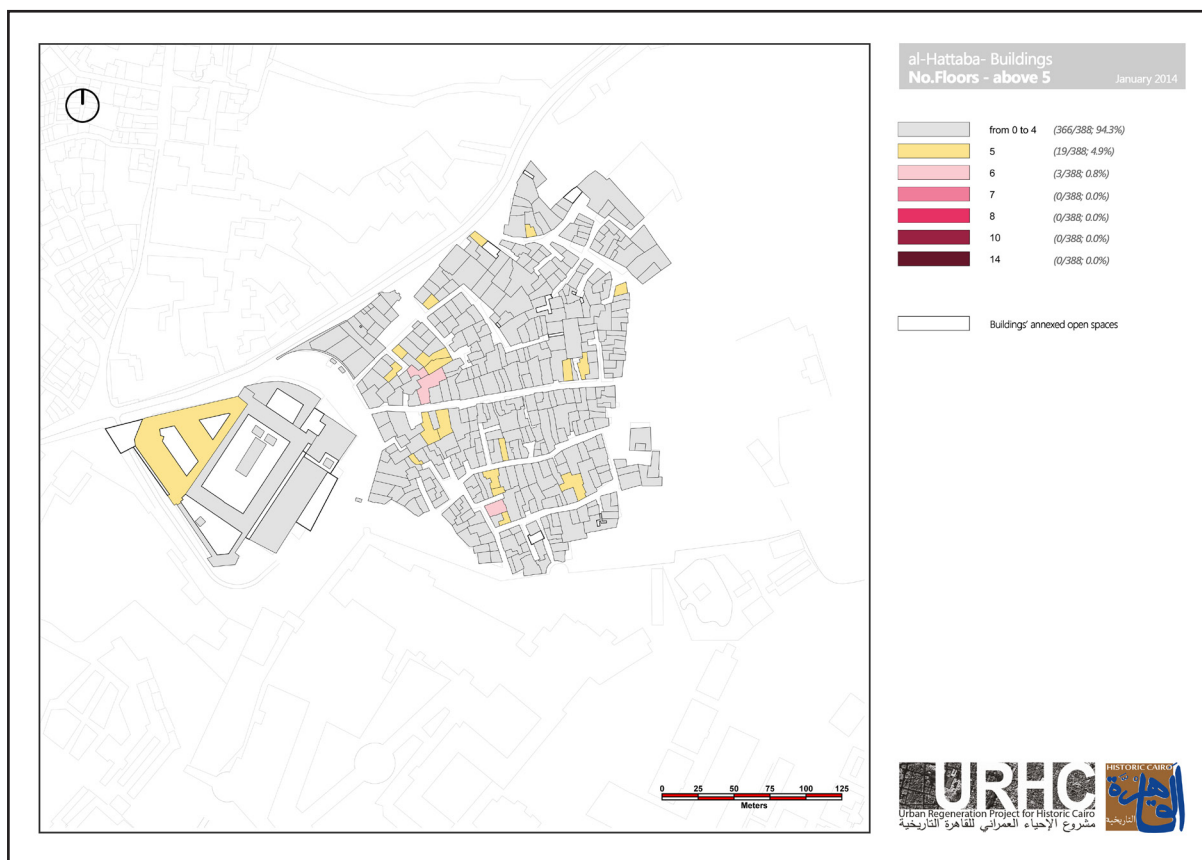 al-Hattaba- Buildings
No.Floors - above 5 January 2014
from 0 to 4 (366/388; 94.3%)
5 (19/388; 4.9%)
6 (3/388; 0.8%)
7 (0/388; 0.0%)
8 (0/388; 0.0%)
10 (0/388; 0.0%)
14 (0/388; 0.0%)
Buildings' annexed open spaces
0 25 50 75 100 125
Meters
URHC
Urban Regeneration Project for Historic Cairo
مشروع الإحياء العمراني للقاهرة التاريخية
HISTORIC CAIRO
القاهرة
التاريخية